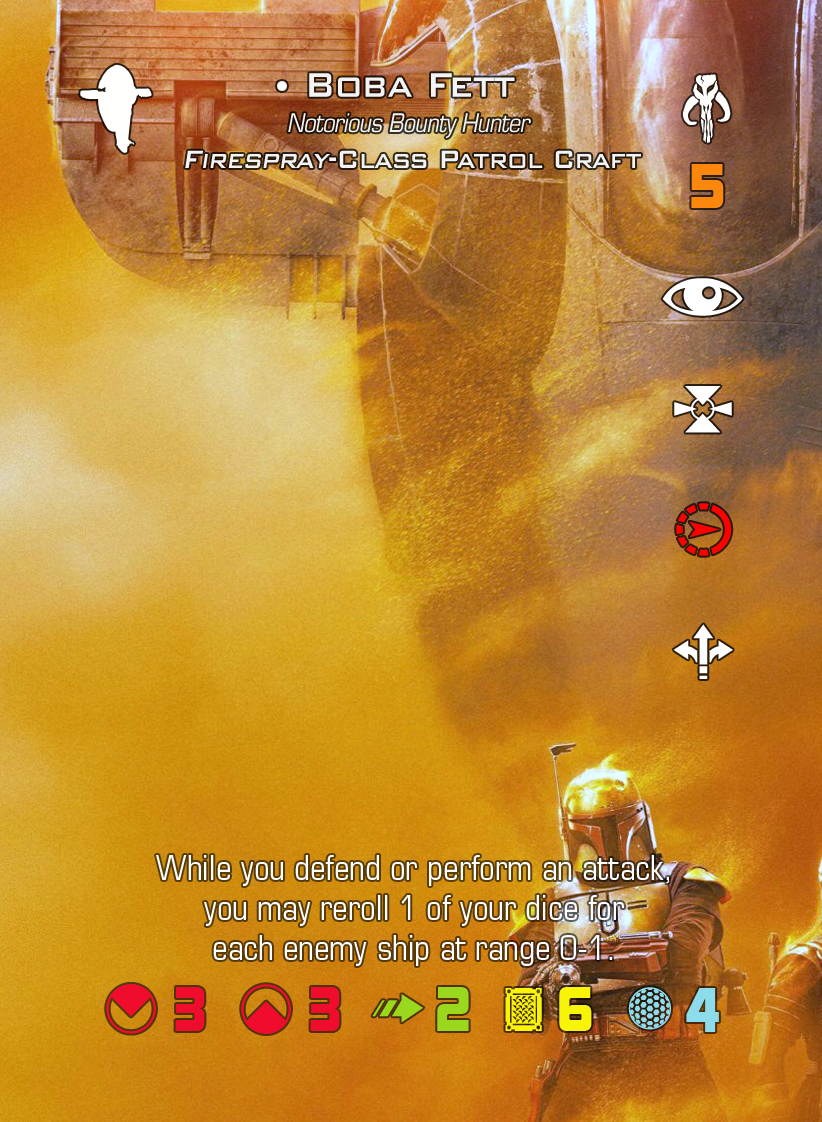 • Boba Fett
Notorious Bounty Hunter
Firespray-Class Patrol Craft
5
While you defend or perform an attack,
you may reroll 1 of your dice for
each enemy ship at range 0-1.
3 3 2 6 4